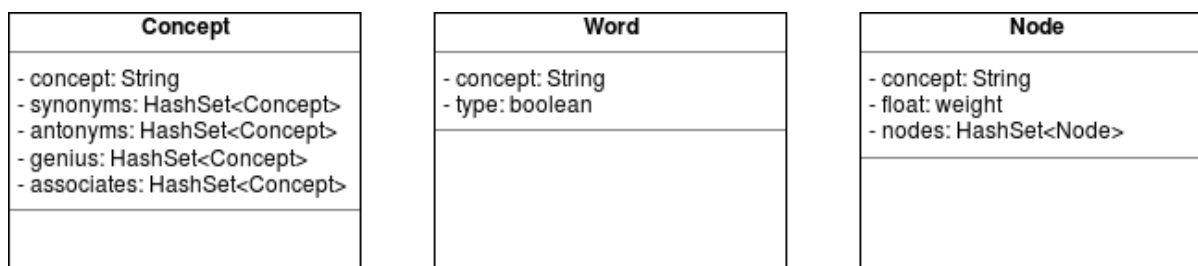 Concept
- concept: String
- synonyms: HashSet<Concept>
- antonyms: HashSet<Concept>
- genius: HashSet<Concept>
- associates: HashSet<Concept>
Word
- concept: String
- type: boolean
Node
- concept: String
- float: weight
- nodes: HashSet<Node>